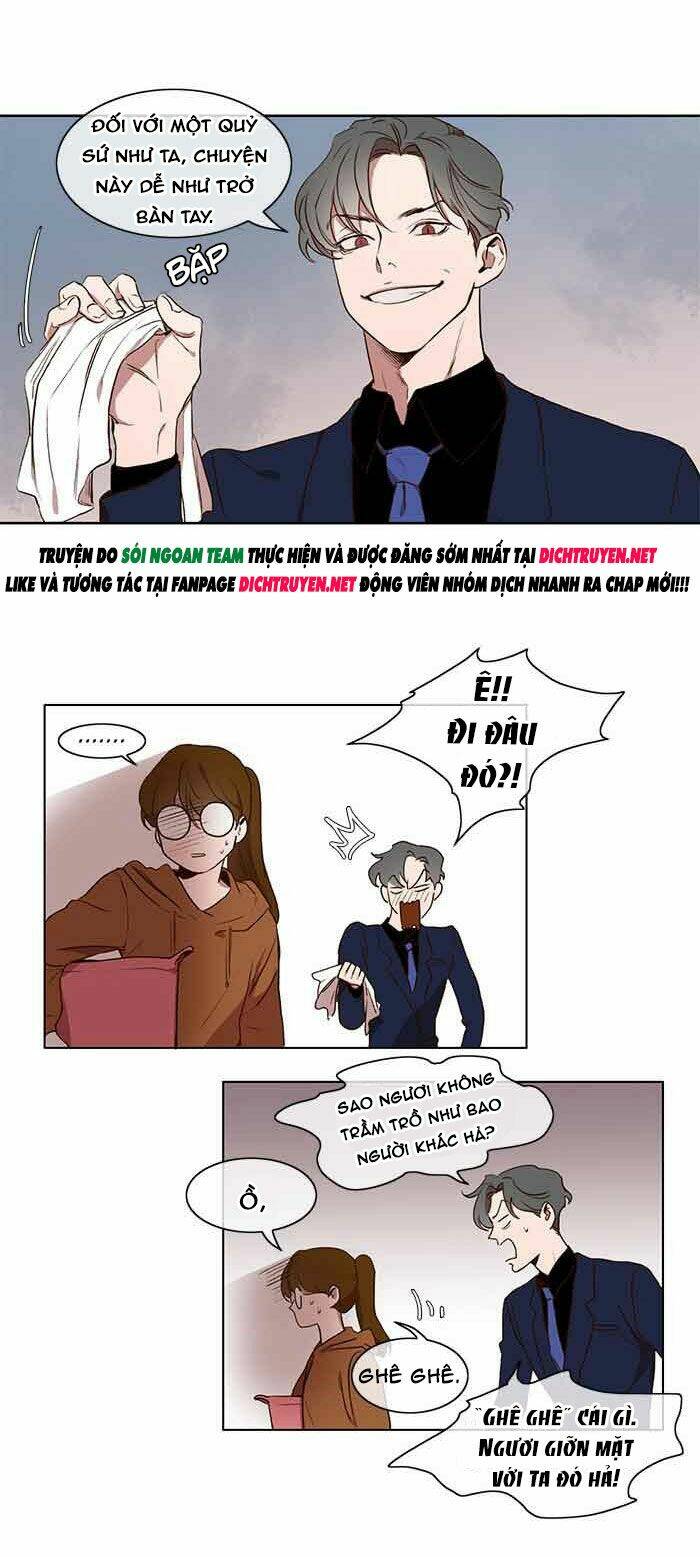 ĐỐI VỚI MỘT QUỶ
SỨ NHƯ TA, CHUYỆN
NÀY DỄ NHƯ TRỞ
BÀN TAY.
BẶP
TRUYỆN DO SÓI NGOAN TEAM THỰC HIỆN VÀ ĐƯỢC ĐĂNG SỚM NHẤT TẠI DICHTRUYEN.NET
LIKE VÀ TƯƠNG TÁC TẠI FANPAGE DICHTRUYEN.NET ĐỘNG VIÊN NHÓM DỊCH NHANH RA CHAP MỚI!!!
Ê!!
ĐI ĐÂU
ĐÓ?!
.......
SAO NGƯƠI KHÔNG
TRẦM TRỒ NHƯ BAO
NGƯỜI KHÁC HẢ?
Ồ,
GHÊ GHÊ.
"GHÊ GHÊ" CÁI GÌ.
NGƯƠI GIỠN MẶT
VỚI TA ĐÓ HẢ!